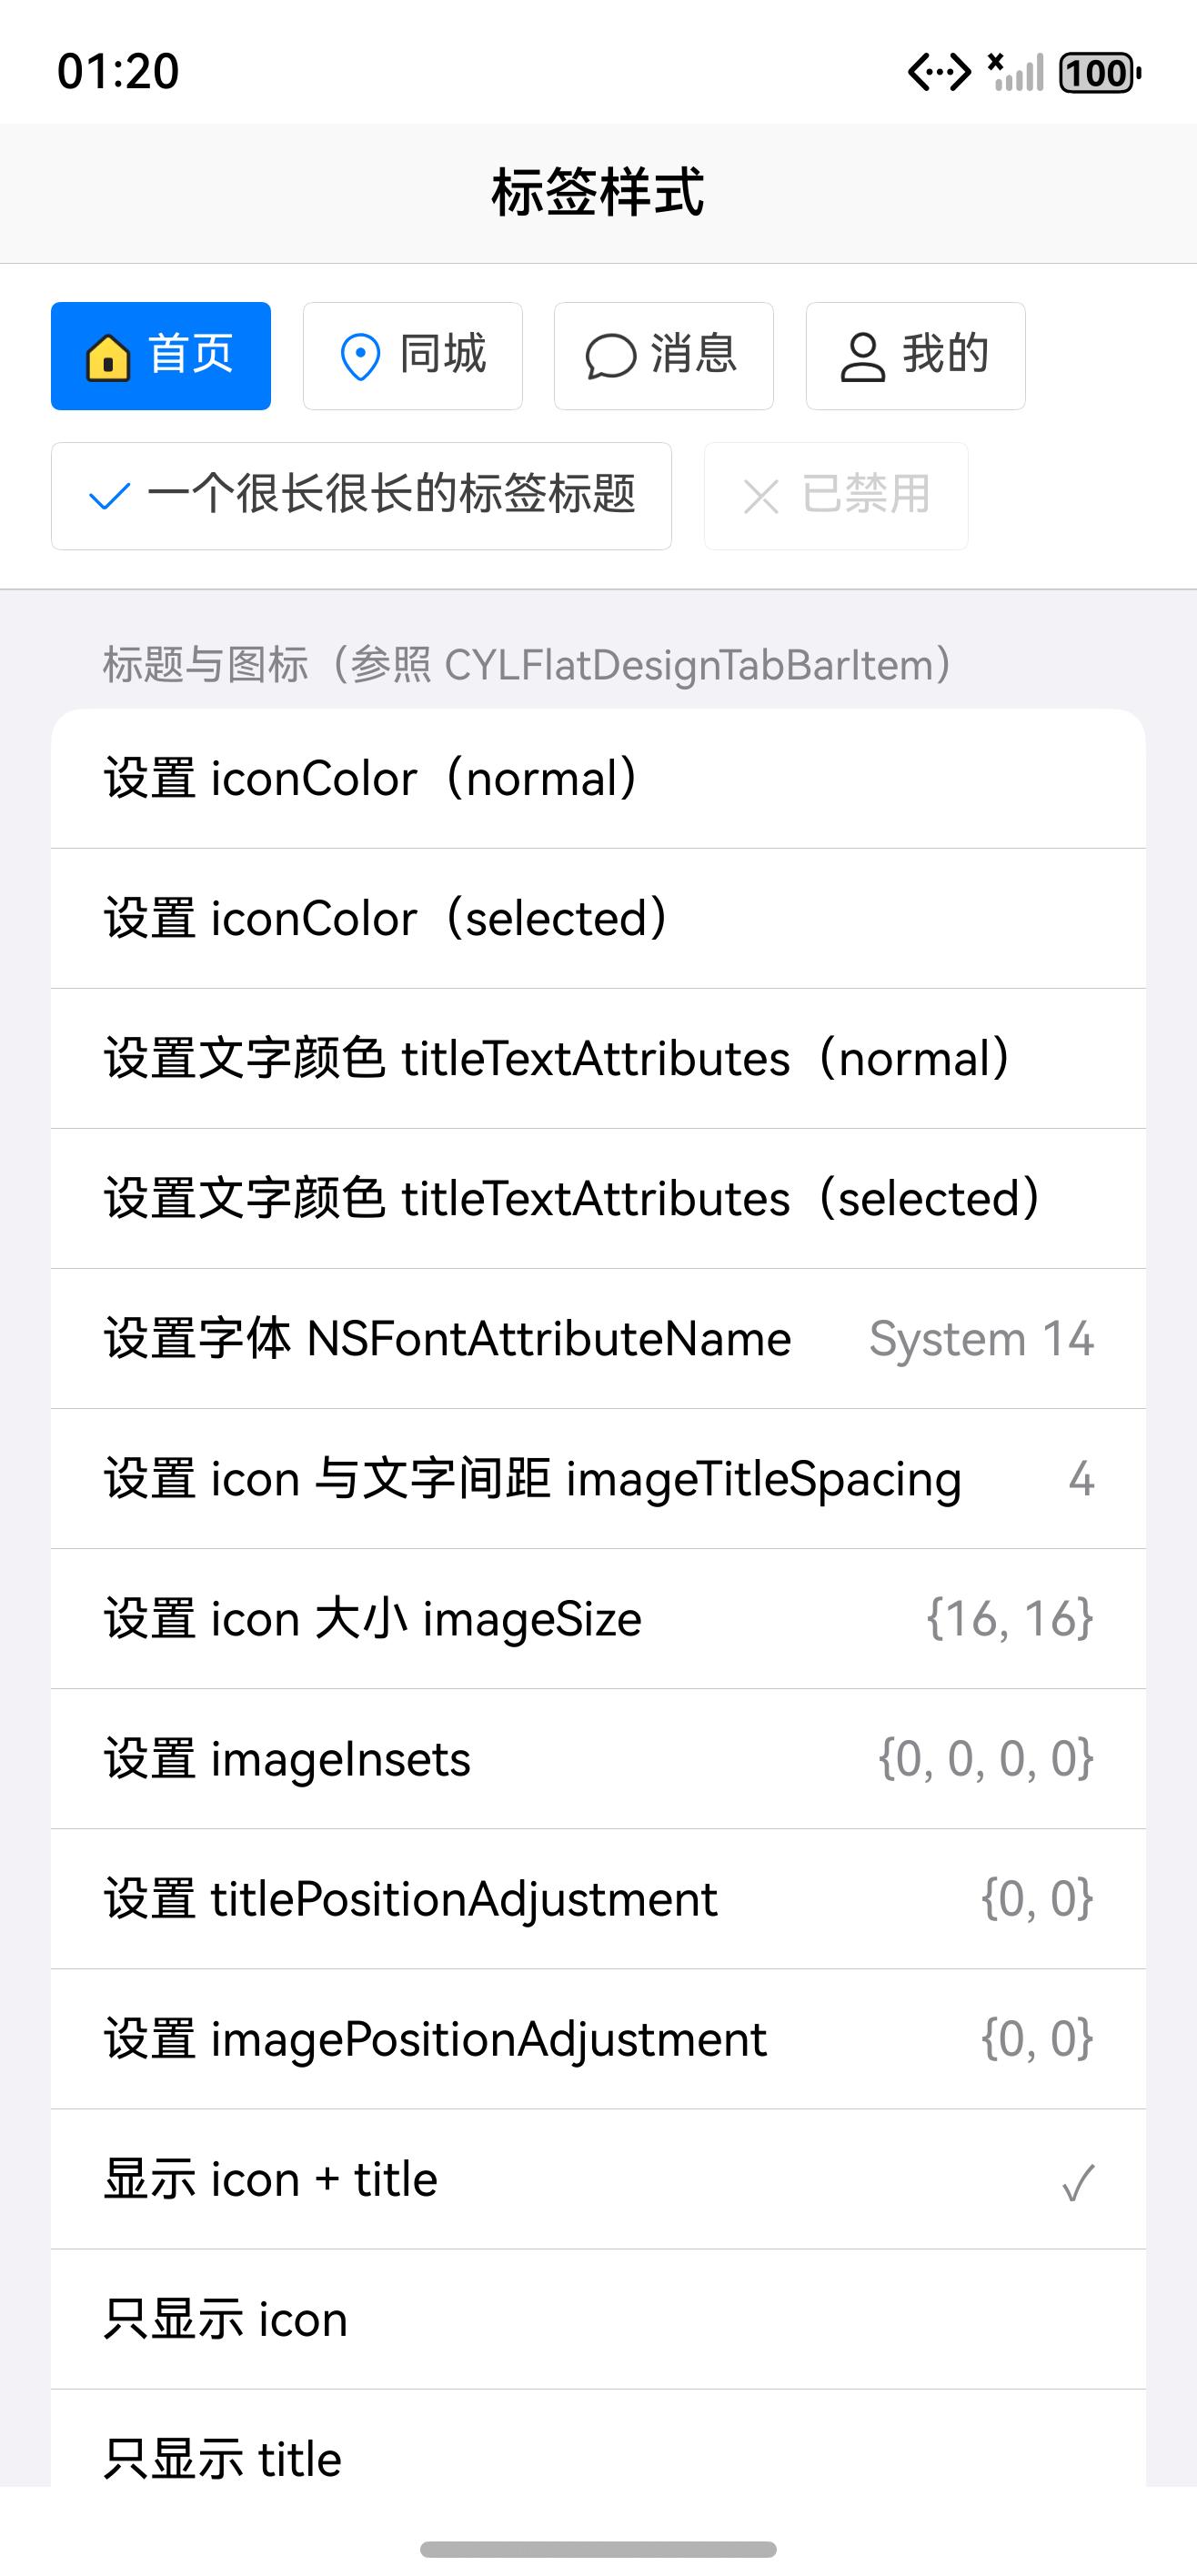 01:20
100
标签样式
首页 同城 消息 我的
一个很长很长的标签标题 已禁用
标题与图标（参照 CYLFlatDesignTabBarItem）
设置 iconColor（normal）
设置 iconColor（selected）
设置文字颜色 titleTextAttributes（normal）
设置文字颜色 titleTextAttributes（selected）
设置字体 NSFontAttributeName System 14
设置 icon 与文字间距 imageTitleSpacing 4
设置 icon 大小 imageSize {16, 16}
设置 imageInsets {0, 0, 0, 0}
设置 titlePositionAdjustment {0, 0}
设置 imagePositionAdjustment {0, 0}
显示 icon + title ✓
只显示 icon
只显示 title